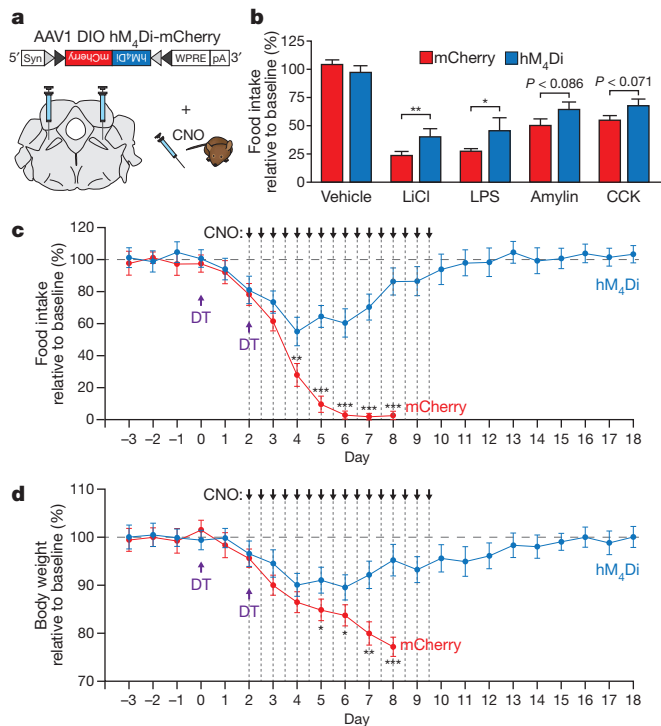 a
AAV1 DIO hM4Di-mCherry
5′ Syn mCherry hM4Di WPRE pA 3′
+
CNO
b
mCherry hM4Di
Food intake
relative to baseline (%)
125
100
75
50
25
0
** * P < 0.086 P < 0.071
Vehicle LiCl LPS Amylin CCK
c
CNO:
Food intake
relative to baseline (%)
120
100
80
60
40
20
0
DT
DT
hM4Di
** *** *** *** ***
mCherry
−3 −2 −1 0 1 2 3 4 5 6 7 8 9 10 11 12 13 14 15 16 17 18
Day
d
CNO:
Body weight
relative to baseline (%)
110
100
90
80
70
DT
DT
hM4Di
* * ** ***
mCherry
−3 −2 −1 0 1 2 3 4 5 6 7 8 9 10 11 12 13 14 15 16 17 18
Day